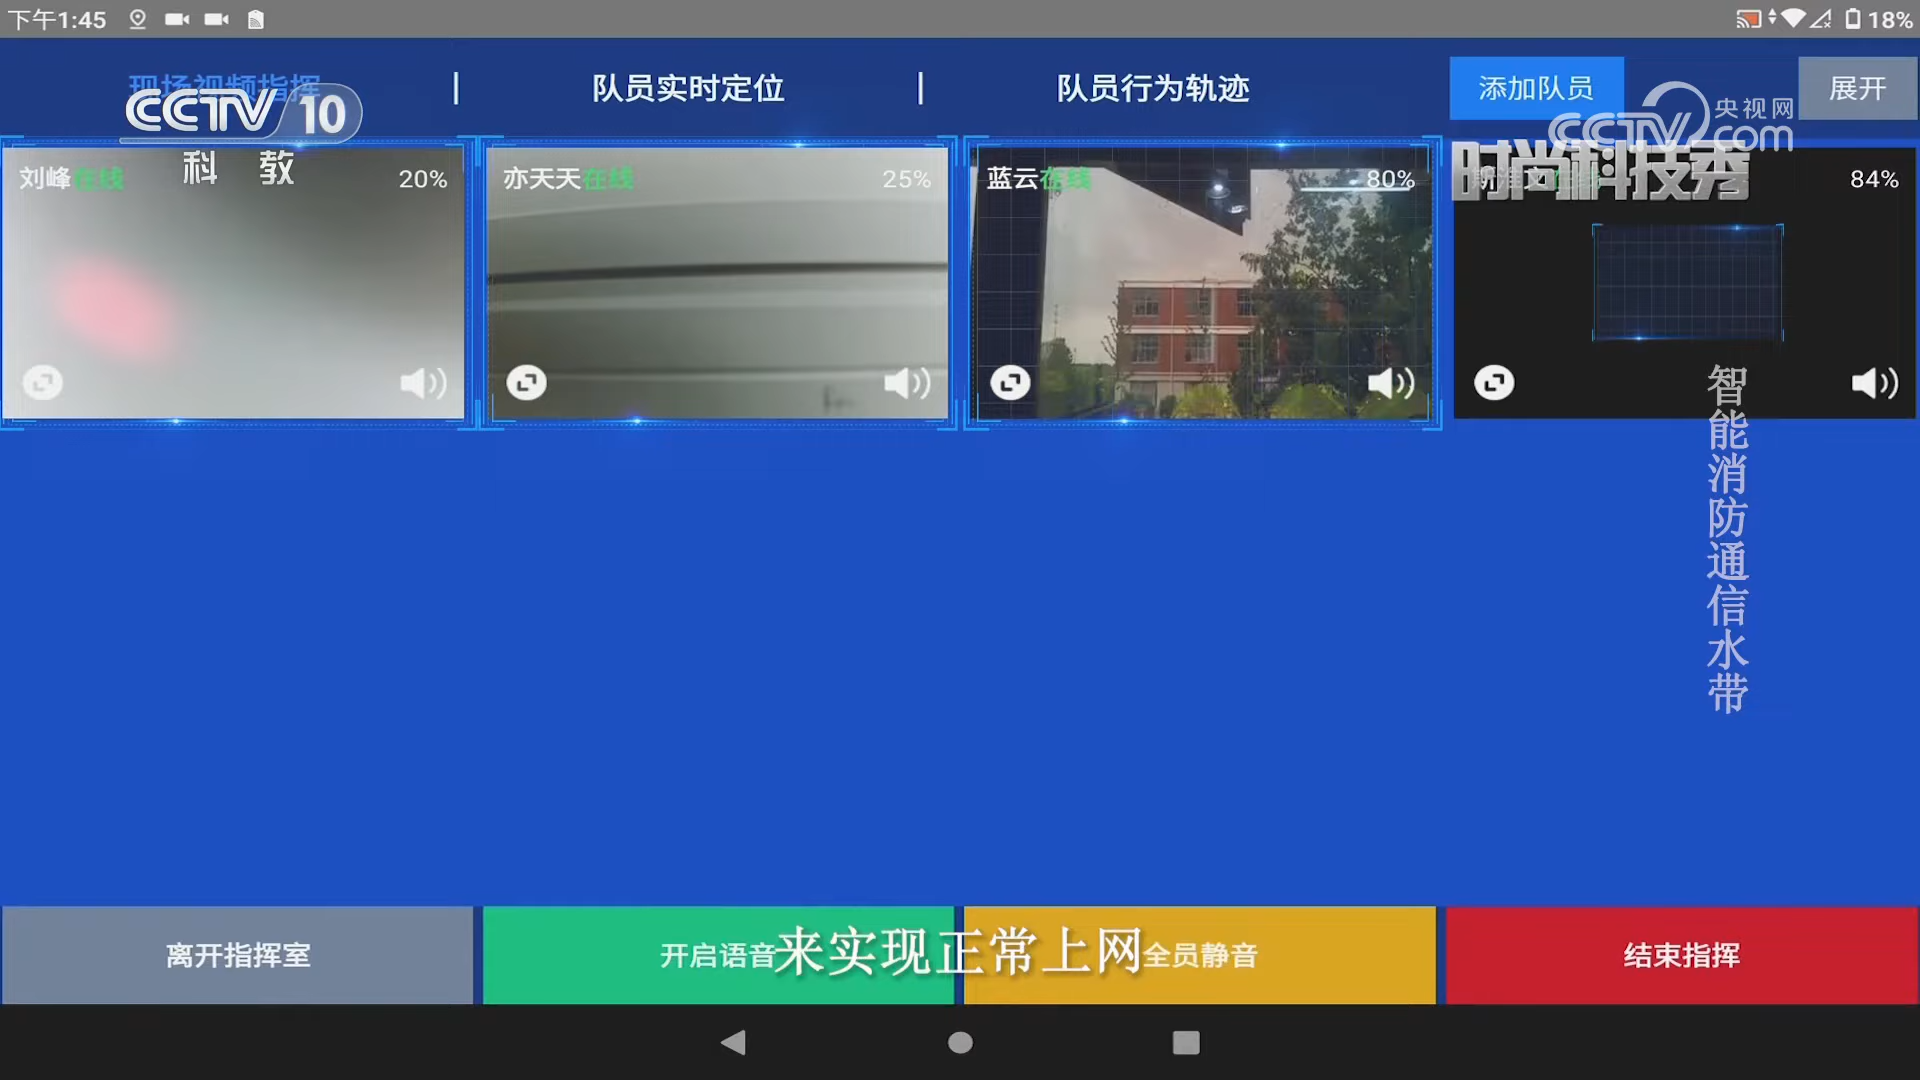 下午1:45
18%
现场视频指挥
队员实时定位
队员行为轨迹
添加队员
展开
CCTV 10
科教
央视网
CCTV.com
时尚科技秀
刘峰在线
20%
亦天天在线
25%
蓝云在线
80%
84%
智能消防通信水带
离开指挥室
开启语音
全员静音
结束指挥
来实现正常上网